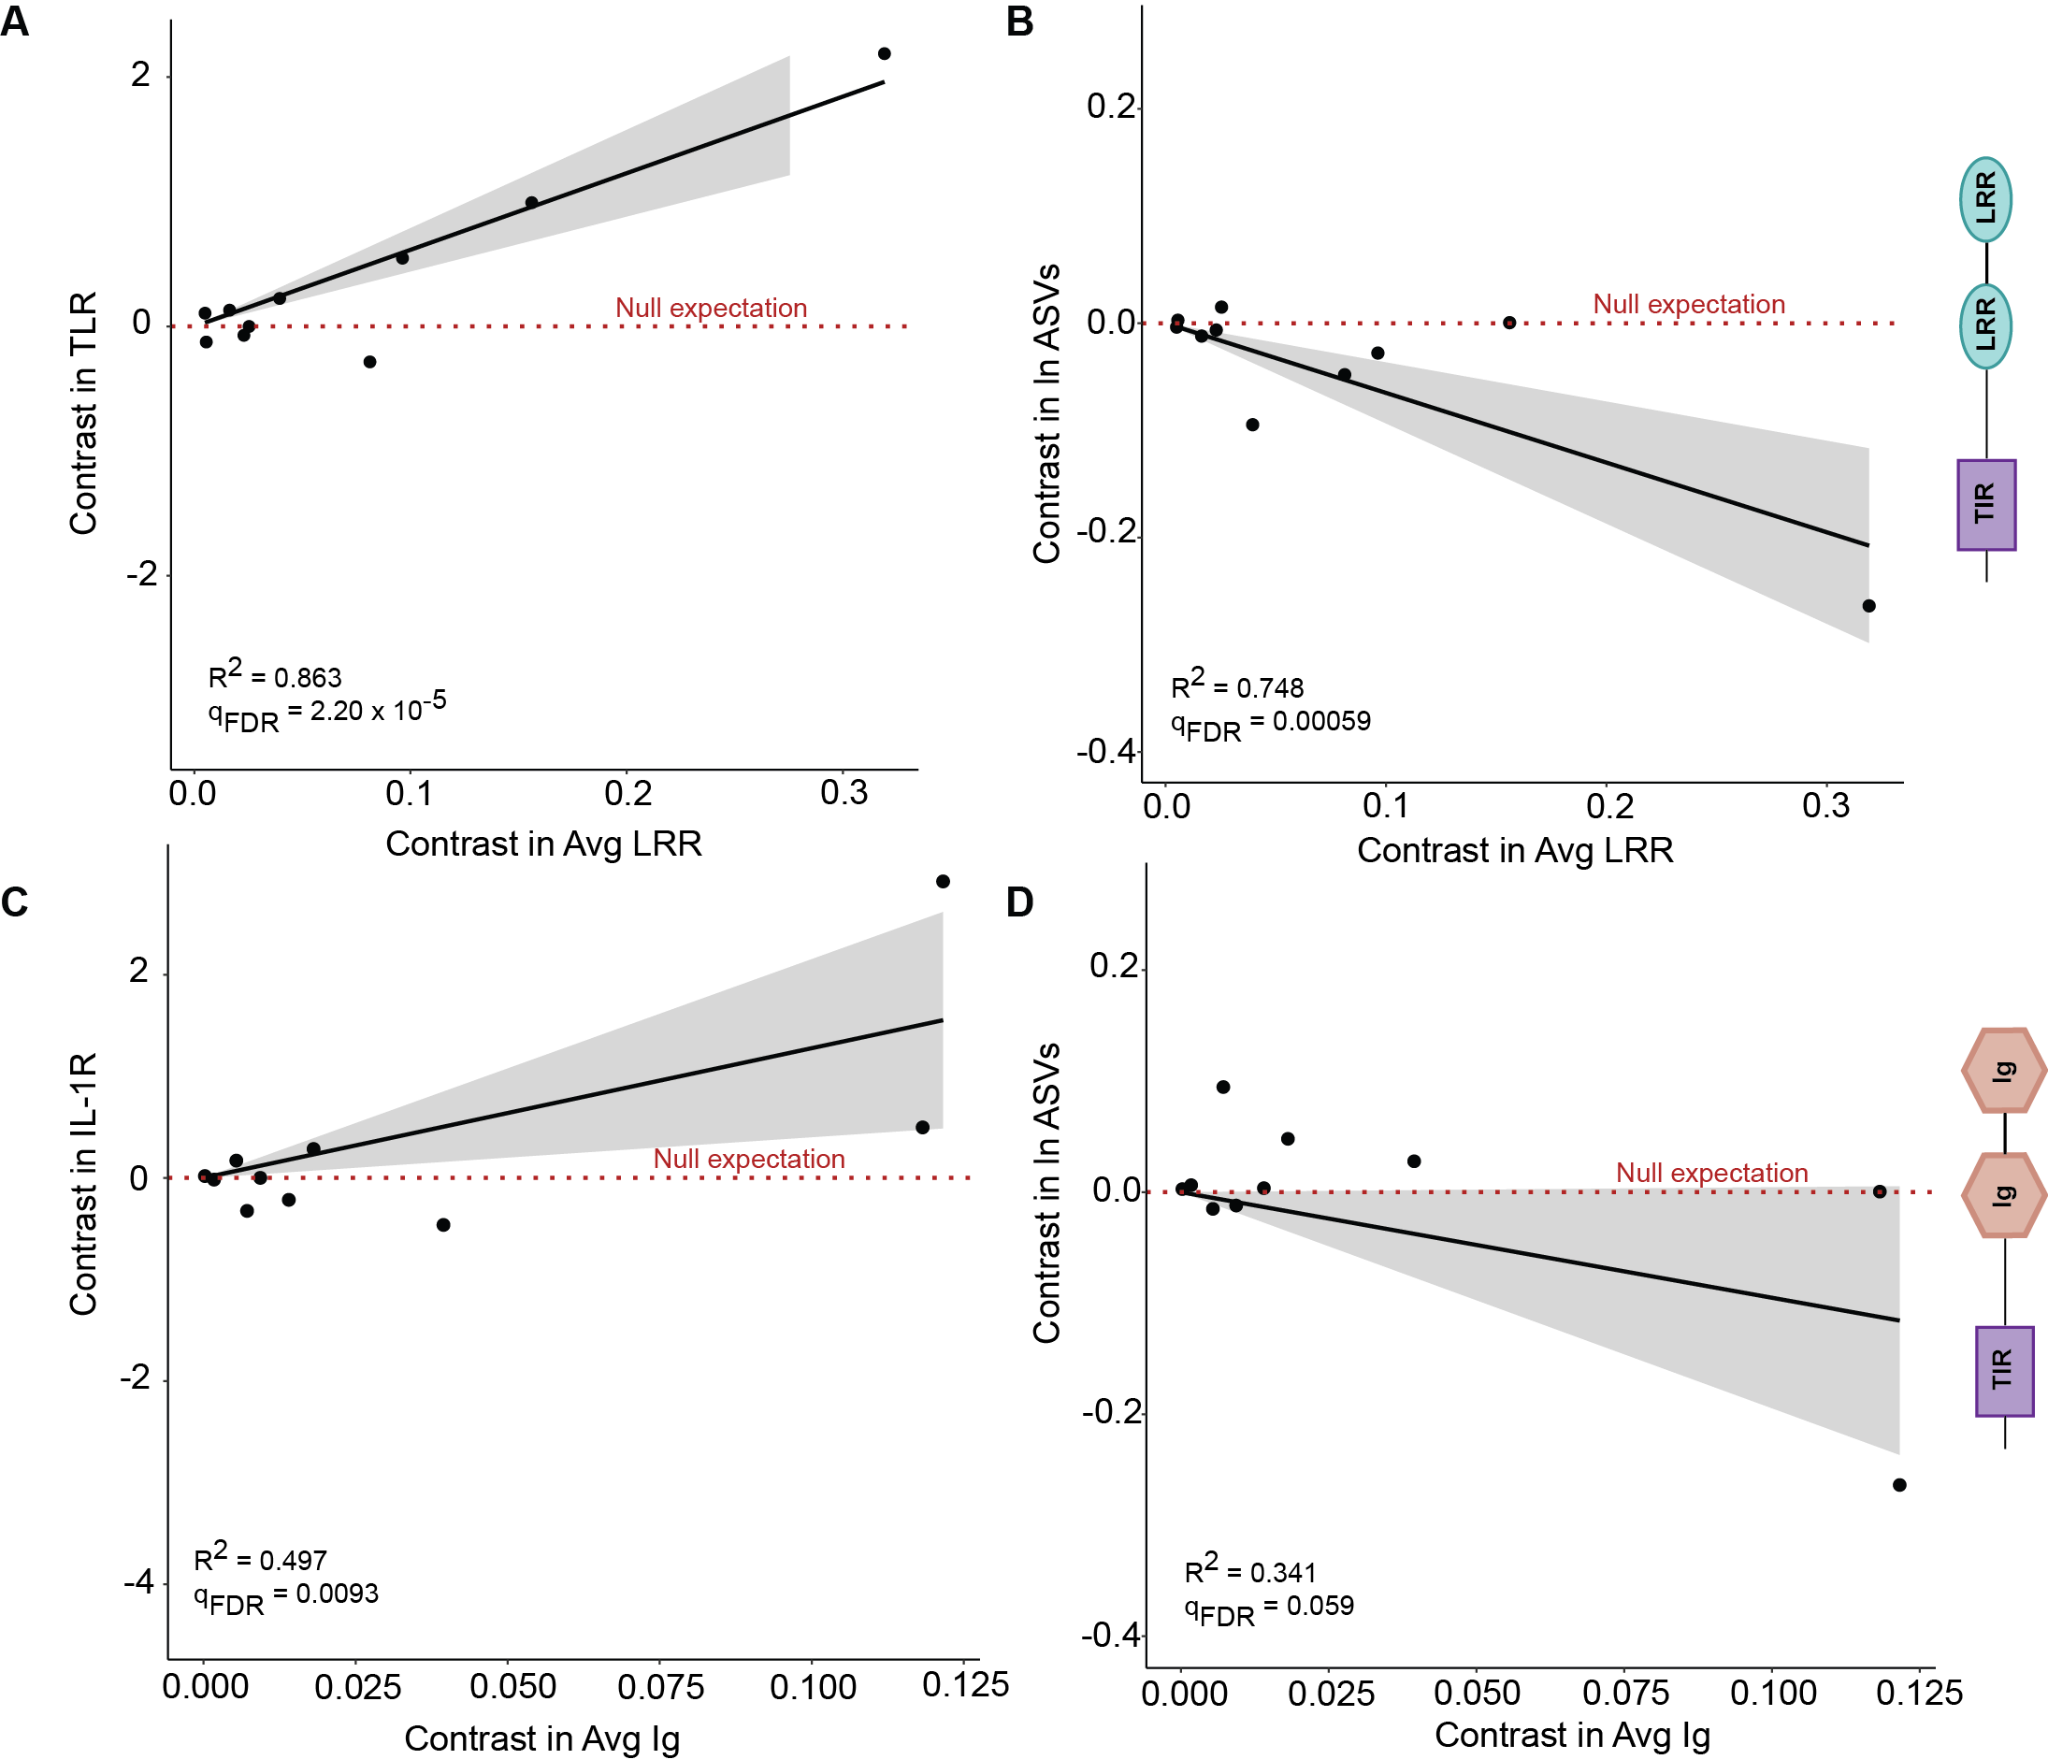 A
Contrast in TLR
2
0
-2
Null expectation
R² = 0.863
qFDR = 2.20 x 10⁻⁵
0.0 0.1 0.2 0.3
Contrast in Avg LRR
B
Contrast in ln ASVs
0.2
0.0
-0.2
-0.4
Null expectation
R² = 0.748
qFDR = 0.00059
0.0 0.1 0.2 0.3
Contrast in Avg LRR
LRR
LRR
TIR
C
Contrast in IL-1R
2
0
-2
-4
Null expectation
R² = 0.497
qFDR = 0.0093
0.000 0.025 0.050 0.075 0.100 0.125
Contrast in Avg Ig
D
Contrast in ln ASVs
0.2
0.0
-0.2
-0.4
Null expectation
R² = 0.341
qFDR = 0.059
0.000 0.025 0.050 0.075 0.100 0.125
Contrast in Avg Ig
Ig
Ig
TIR